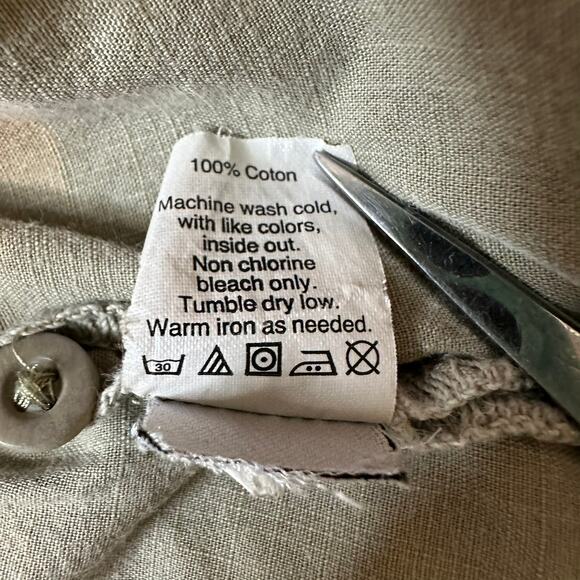 100% Coton
Machine wash cold,
with like colors,
inside out.
Non chlorine
bleach only.
Tumble dry low.
Warm iron as needed.
30